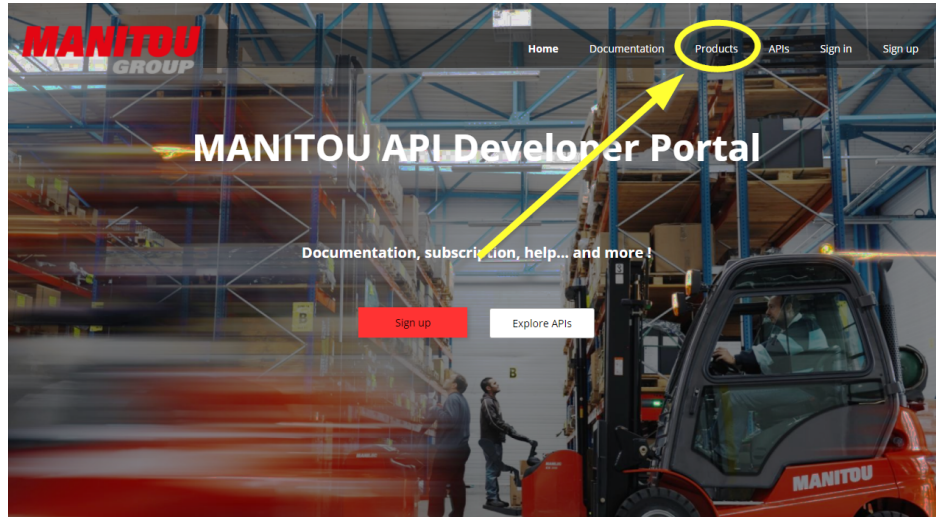 MANITOU
GROUP
Home Documentation Products APIs Sign in Sign up
MANITOU API Developer Portal
Documentation, subscription, help... and more !
Sign up Explore APIs
B
MANITOU